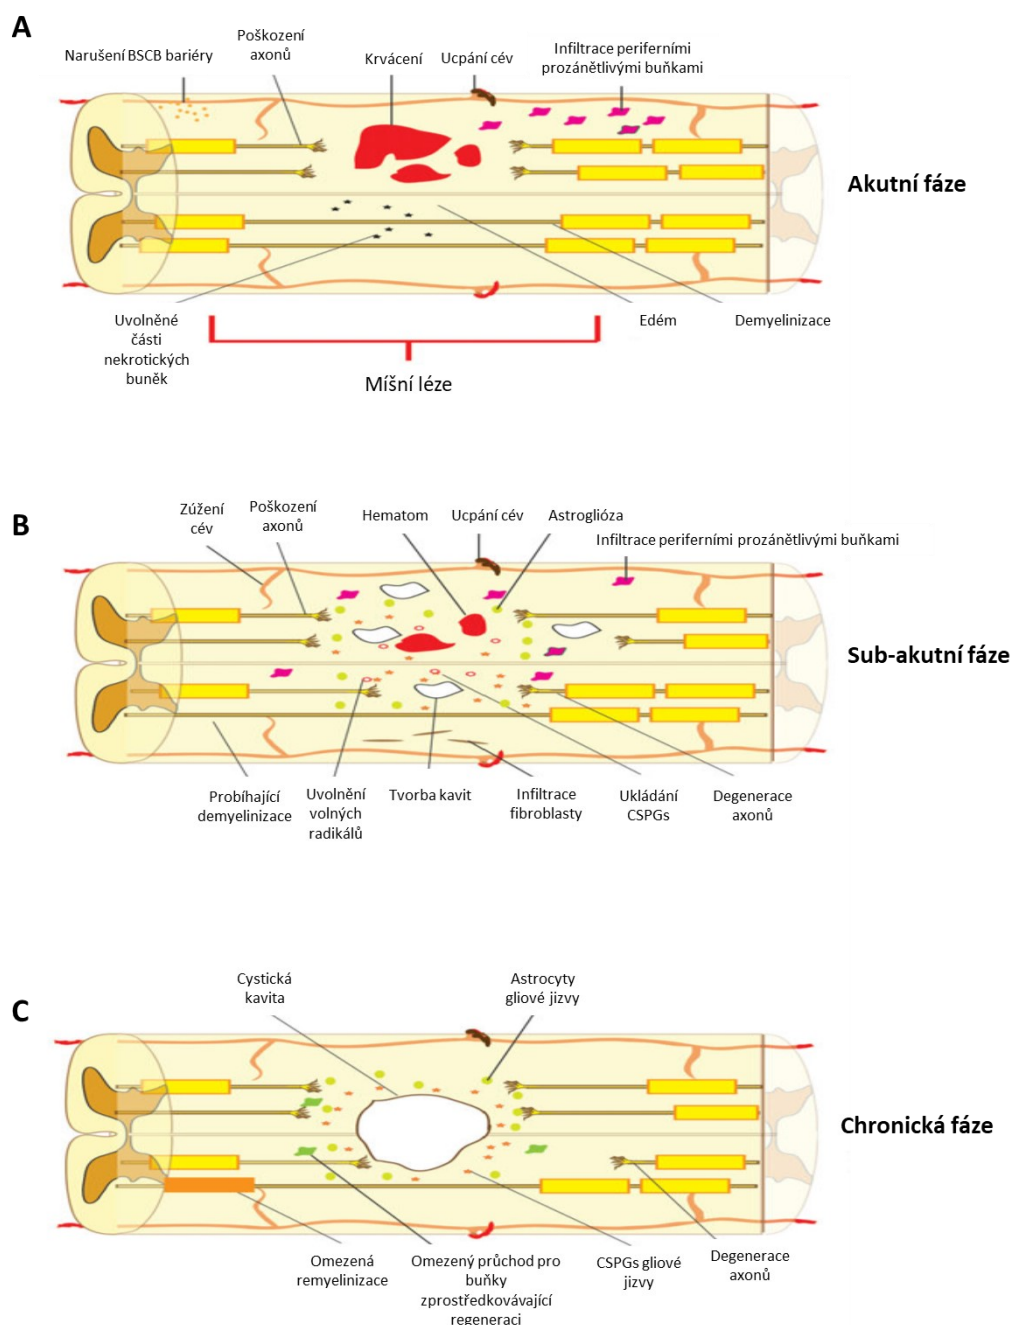 A
Narušení BSCB bariéry
Poškození
axonů
Krvácení
Ucpání cév
Infiltrace periferními
prozánětlivými buňkami
Akutní fáze
Uvolněné
části
nekrotických
buněk
Edém
Demyelinizace
Míšní léze
B
Zúžení
cév
Poškození
axonů
Hematom
Ucpání cév
Astroglióza
Infiltrace periferními prozánětlivými buňkami
Sub-akutní fáze
Probíhající
demyelinizace
Uvolnění
volných
radikálů
Tvorba kavit
Infiltrace
fibroblasty
Ukládání
CSPGs
Degenerace
axonů
C
Cystická
kavita
Astrocyty
gliové jizvy
Chronická fáze
Omezená
remyelinizace
Omezený průchod pro
buňky
zprostředkovávající
regeneraci
CSPGs gliové
jizvy
Degenerace
axonů